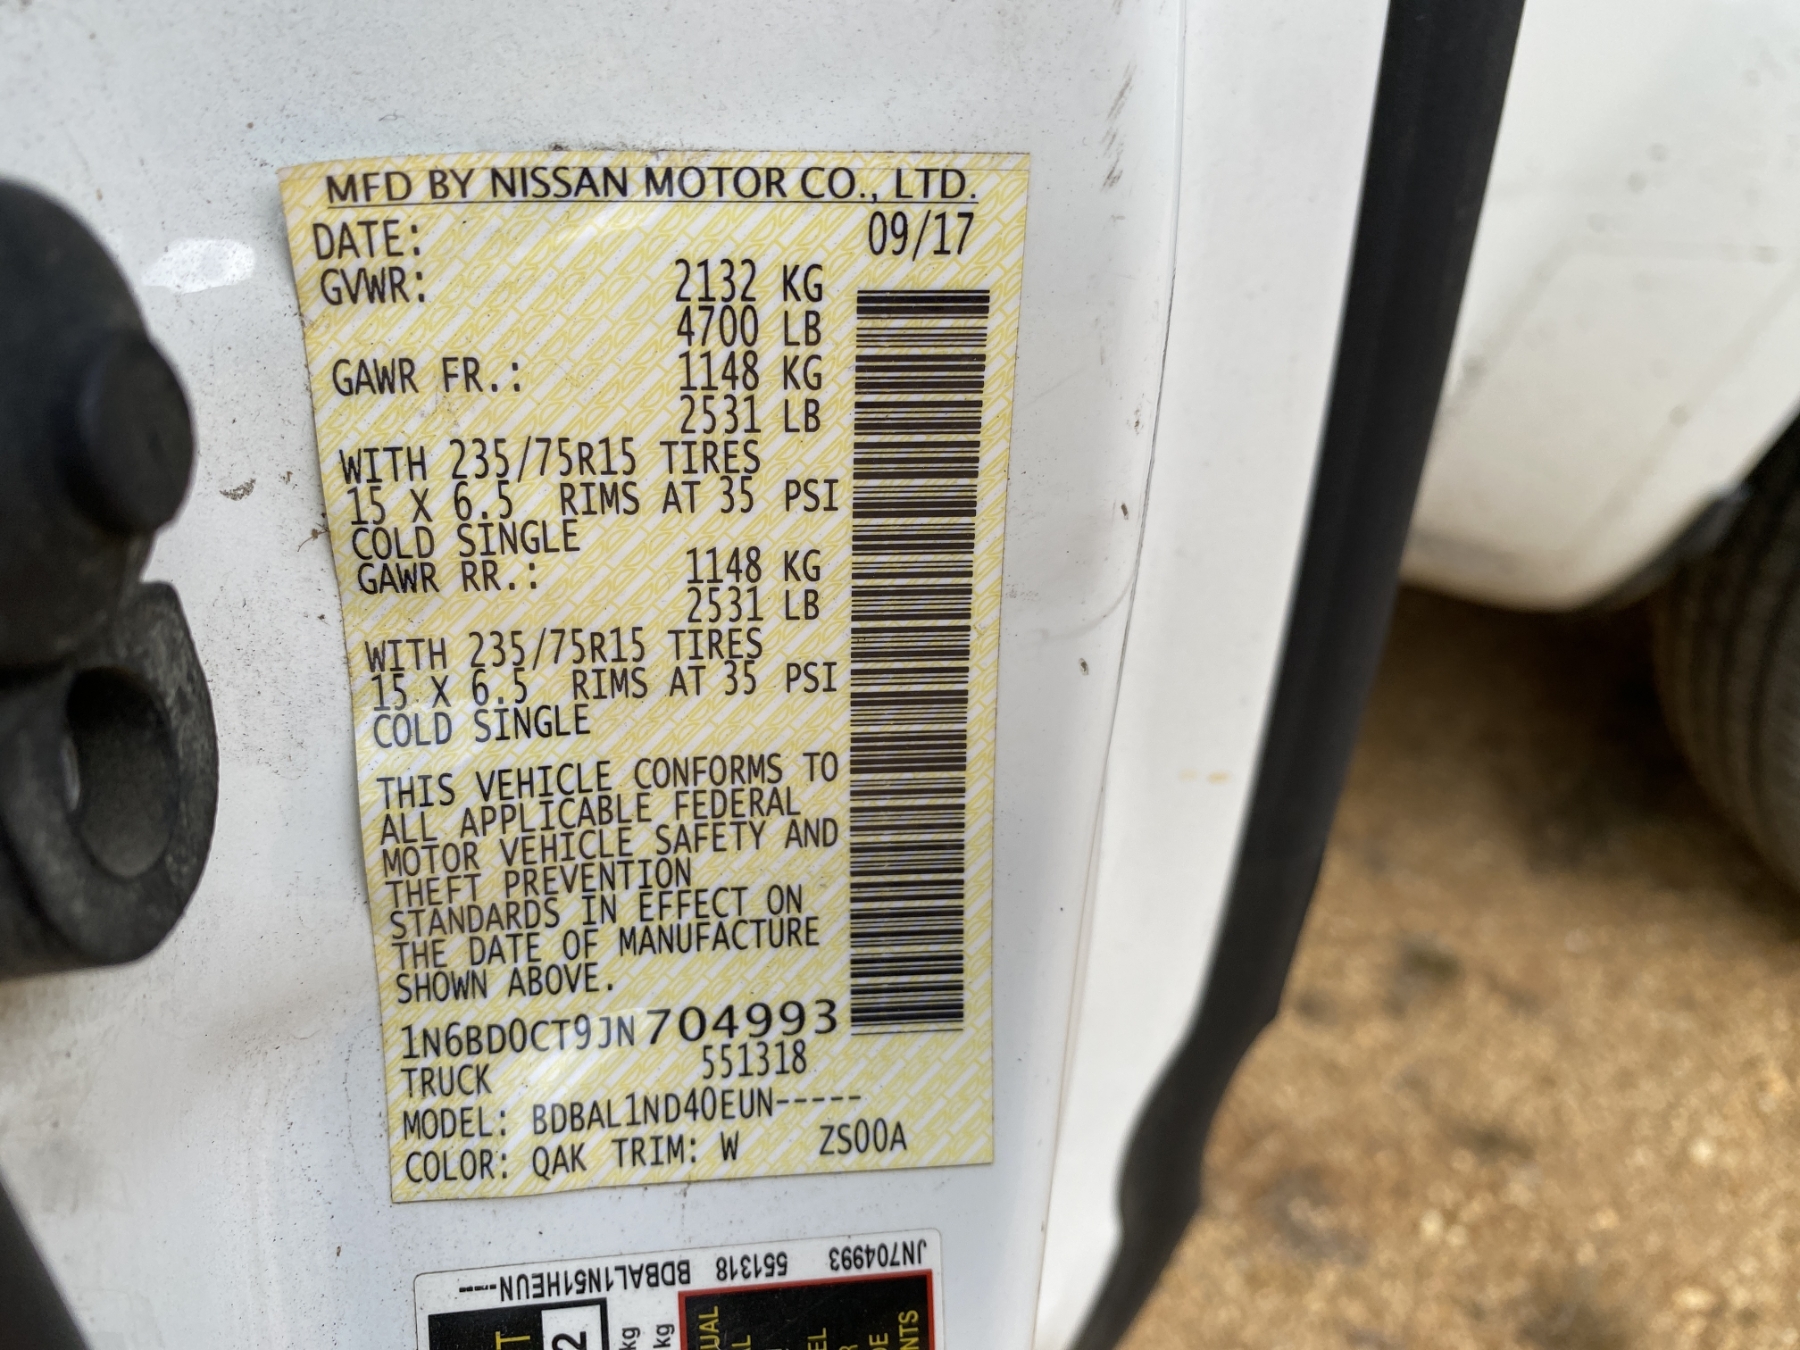 MFD BY NISSAN MOTOR CO., LTD.
DATE: 09/17
GVWR: 2132 KG
4700 LB
GAWR FR.: 1148 KG
2531 LB
WITH 235/75R15 TIRES
15 X 6.5 RIMS AT 35 PSI
COLD SINGLE
GAWR RR.: 1148 KG
2531 LB
WITH 235/75R15 TIRES
15 X 6.5 RIMS AT 35 PSI
COLD SINGLE
THIS VEHICLE CONFORMS TO
ALL APPLICABLE FEDERAL
MOTOR VEHICLE SAFETY AND
THEFT PREVENTION
STANDARDS IN EFFECT ON
THE DATE OF MANUFACTURE
SHOWN ABOVE.
1N6BD0CT9JN704993
TRUCK 551318
MODEL: BDBAL1ND40EUN-----
COLOR: QAK TRIM: W ZS00A
JN704993 551318 BDBAL1N51HEUN-----
2
kg
kg